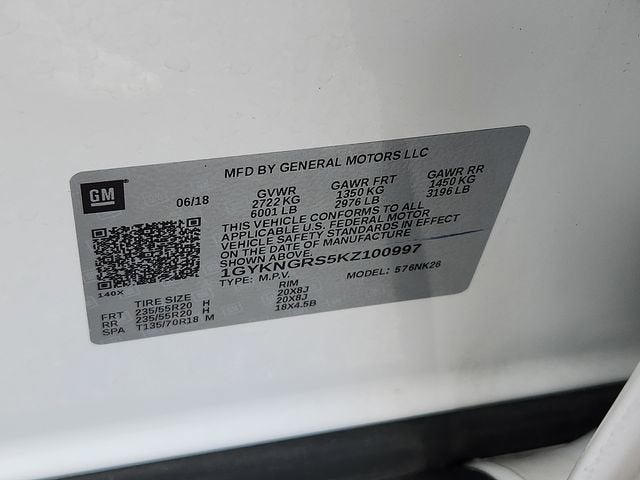 MFD BY GENERAL MOTORS LLC
GM
06/18
GVWR GAWR FRT GAWR RR
2722 KG 1350 KG 1450 KG
6001 LB 2976 LB 3196 LB
THIS VEHICLE CONFORMS TO ALL
APPLICABLE U.S. FEDERAL MOTOR
VEHICLE SAFETY STANDARDS IN EFFECT
ON THE DATE OF MANUFACTURE
SHOWN ABOVE.
1GYKNGRS5KZ100997
TYPE: M.P.V. MODEL: 576NK26
140X
TIRE SIZE RIM
FRT 235/55R20 H 20X8J
RR 235/55R20 H 20X8J
SPA T135/70R18 M 18X4.5B